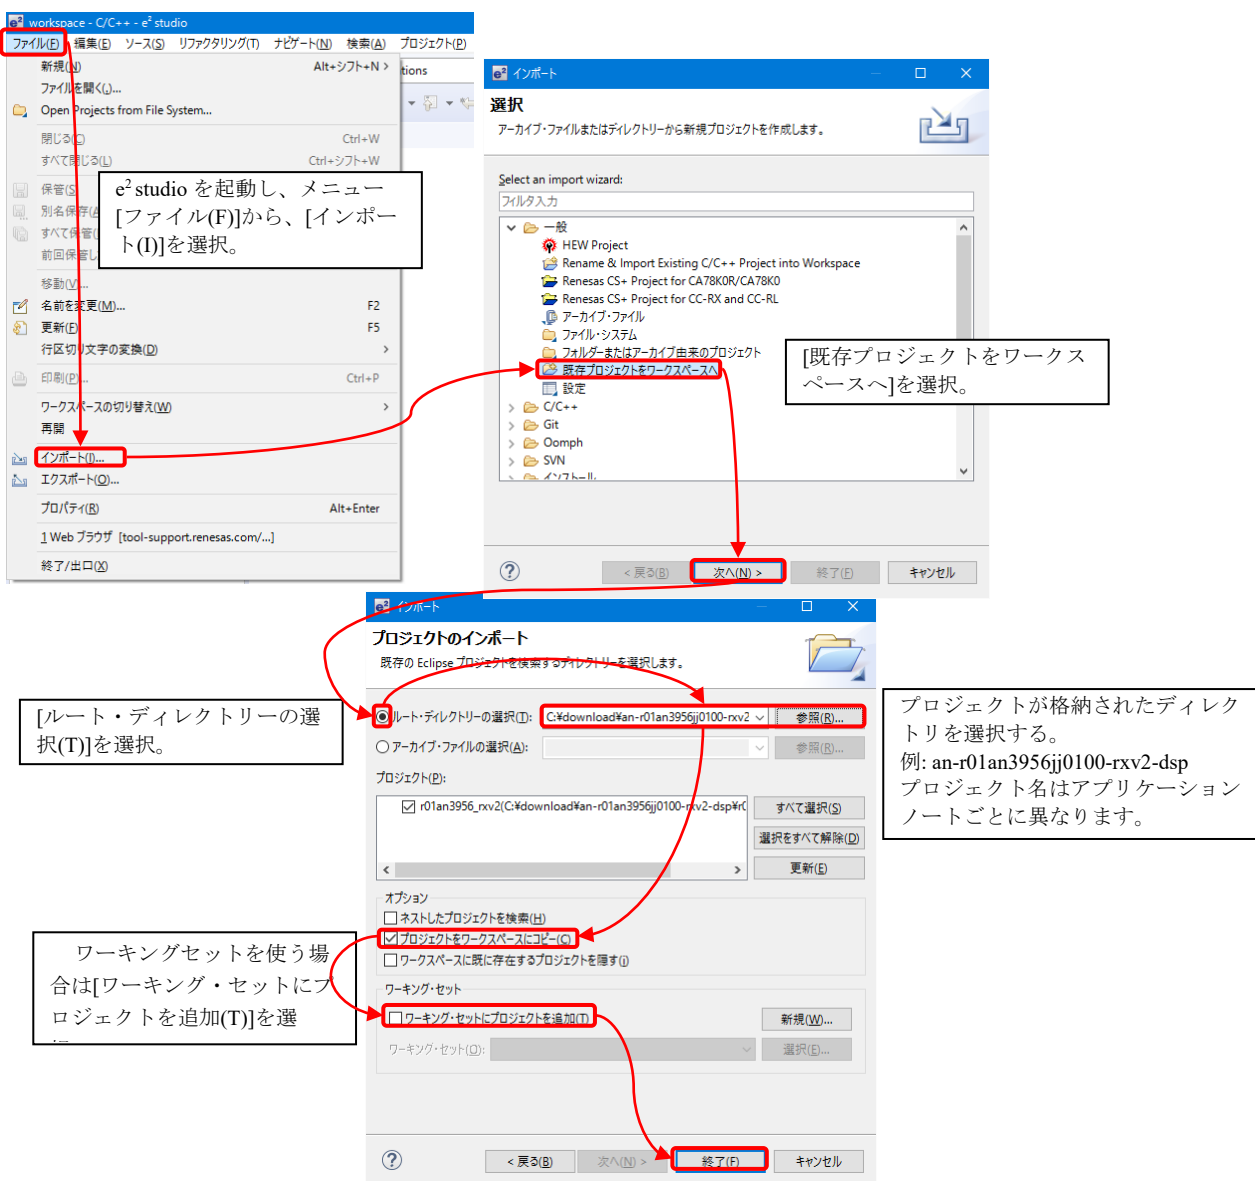 workspace - C/C++ - e² studio
ファイル(F) 編集(E) ソース(S) リファクタリング(T) ナビゲート(N) 検索(A) プロジェクト(P)
新規(N) Alt+シフト+N >
ファイルを開く(.)...
Open Projects from File System...
閉じる(C) Ctrl+W
すべて閉じる(L) Ctrl+シフト+W
保管(S
別名保存(A
すべて保管(
前回保管し
移動(V)...
名前を変更(M)... F2
更新(F) F5
行区切り文字の変換(D) >
印刷(P)... Ctrl+P
ワークスペースの切り替え(W) >
再開
インポート(I)...
エクスポート(O)...
プロパティ(R) Alt+Enter
1 Web ブラウザ [tool-support.renesas.com/...]
終了/出口(X)
tions
e² studio を起動し、メニュー
[ファイル(F)]から、[インポー
ト(I)]を選択。
インポート
選択
アーカイブ・ファイルまたはディレクトリーから新規プロジェクトを作成します。
Select an import wizard:
フィルタ入力
一般
HEW Project
Rename & Import Existing C/C++ Project into Workspace
Renesas CS+ Project for CA78K0R/CA78K0
Renesas CS+ Project for CC-RX and CC-RL
アーカイブ・ファイル
ファイル・システム
フォルダーまたはアーカイブ由来のプロジェクト
既存プロジェクトをワークスペースへ
設定
C/C++
Git
Oomph
SVN
インストール
< 戻る(B) 次へ(N) > 終了(F) キャンセル
[既存プロジェクトをワークス
ペースへ]を選択。
インポート
プロジェクトのインポート
既存の Eclipse プロジェクトを検索するディレクトリーを選択します。
ルート・ディレクトリーの選択(T): C:¥download¥an-r01an3956jj0100-rxv2 参照(R)...
アーカイブ・ファイルの選択(A): 参照(R)...
プロジェクト(P):
r01an3956_rxv2(C:¥download¥an-r01an3956jj0100-rxv2-dsp¥r( すべて選択(S)
選択をすべて解除(D)
更新(E)
オプション
ネストしたプロジェクトを検索(H)
プロジェクトをワークスペースにコピー(C)
ワークスペースに既に存在するプロジェクトを隠す(i)
ワーキング・セット
ワーキング・セットにプロジェクトを追加(T) 新規(W)...
ワーキング・セット(O): 選択(E)...
< 戻る(B) 次へ(N) > 終了(F) キャンセル
[ルート・ディレクトリーの選
択(T)]を選択。
プロジェクトが格納されたディレク
トリを選択する。
例: an-r01an3956jj0100-rxv2-dsp
プロジェクト名はアプリケーション
ノートごとに異なります。
ワーキングセットを使う場
合は[ワーキング・セットにプ
ロジェクトを追加(T)]を選